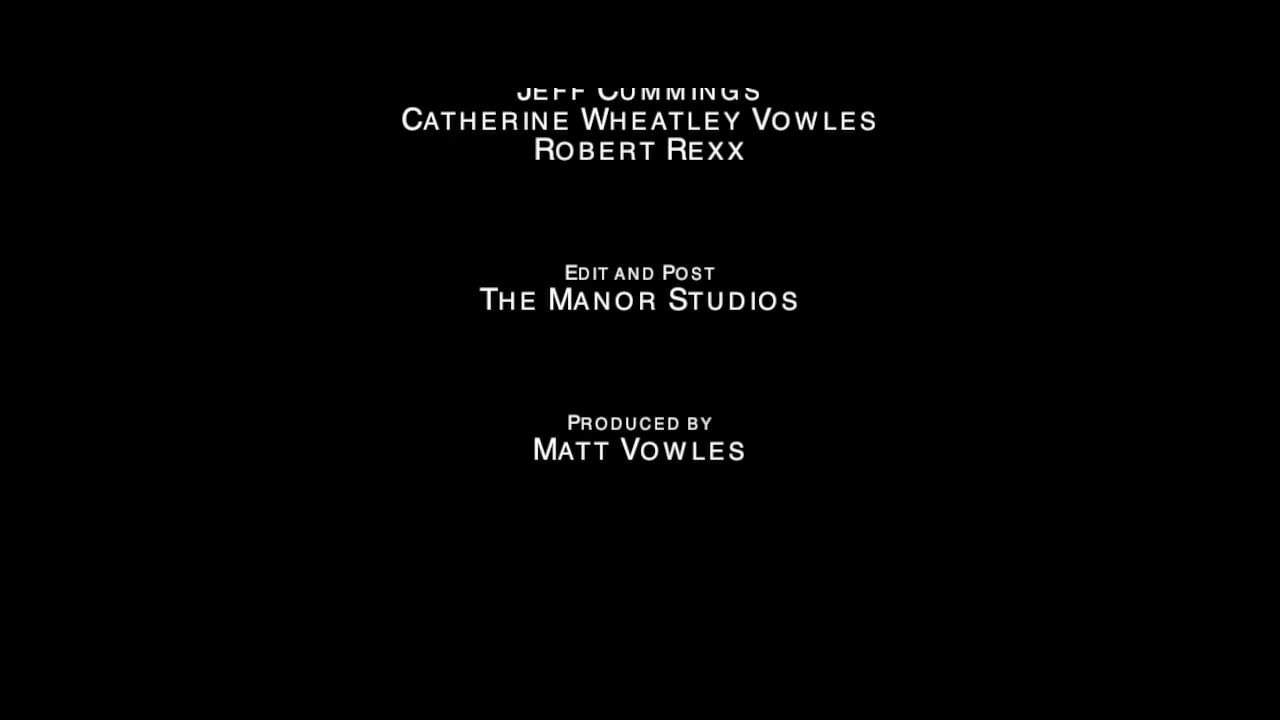 JEFF CUMMINGS
CATHERINE WHEATLEY VOWLES
ROBERT REXX
EDIT AND POST
THE MANOR STUDIOS
PRODUCED BY
MATT VOWLES